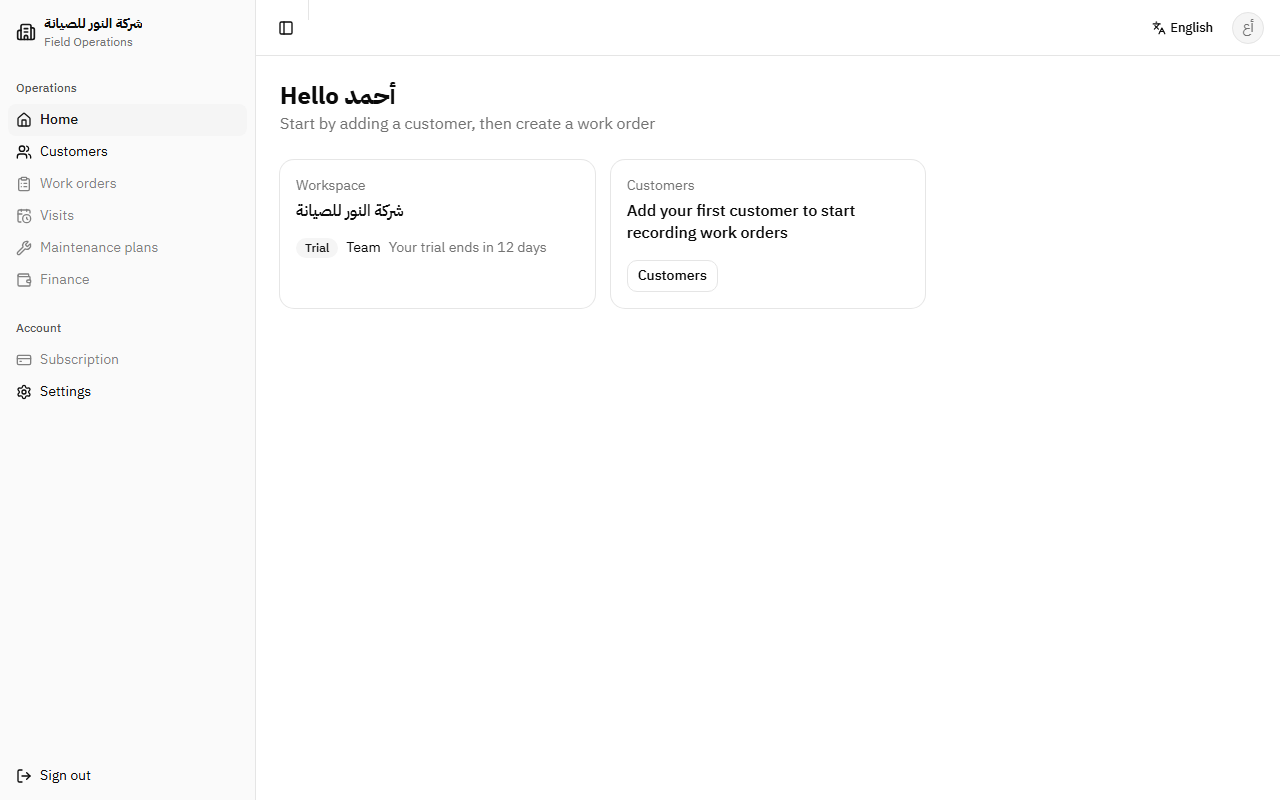 شركة النور للصيانة
Field Operations
Operations
Home
Customers
Work orders
Visits
Maintenance plans
Finance
Account
Subscription
Settings
Sign out
English
أع
Hello أحمد
Start by adding a customer, then create a work order
Workspace
شركة النور للصيانة
Trial Team Your trial ends in 12 days
Customers
Add your first customer to start
recording work orders
Customers